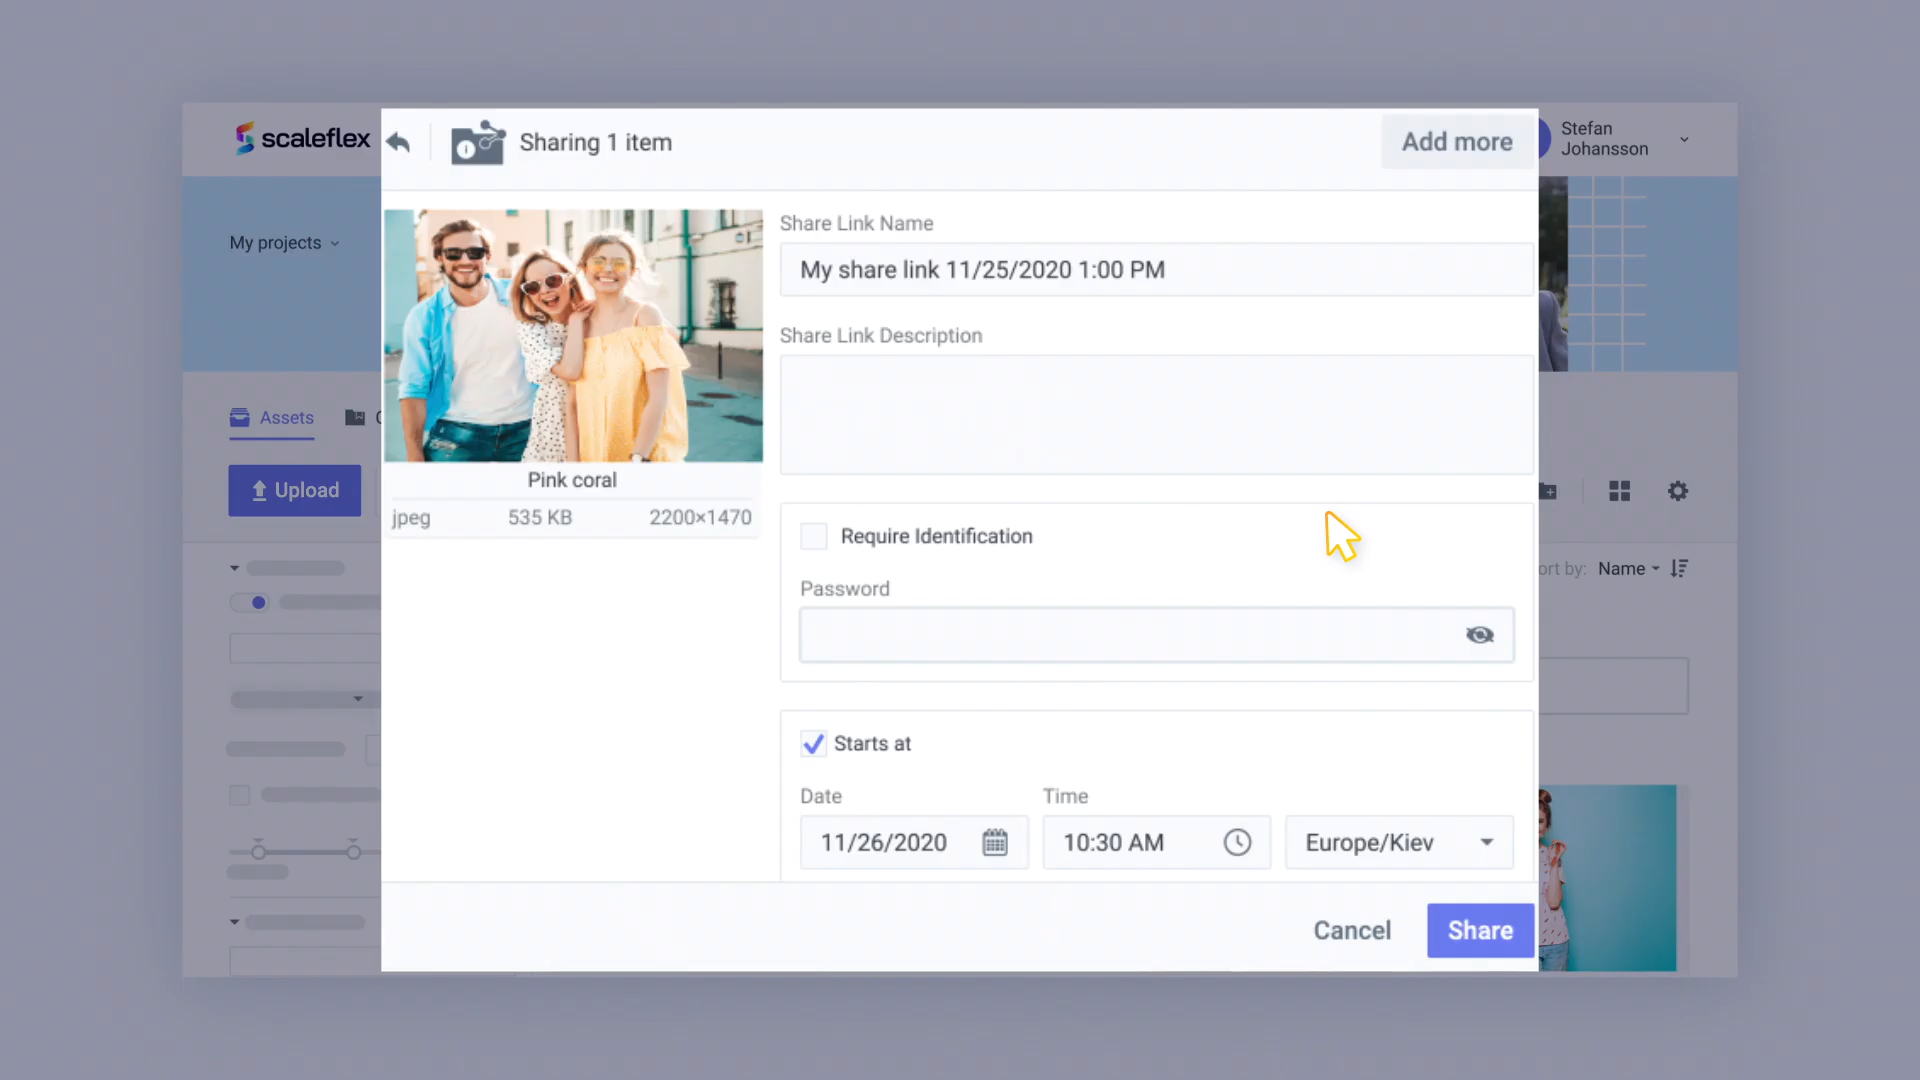 scaleflex
Sharing 1 item
Add more
Stefan
Johansson
My projects
Share Link Name
My share link 11/25/2020 1:00 PM
Share Link Description
Assets
Upload
Pink coral
jpeg 535 KB 2200×1470
Require Identification
Password
ort by: Name
Starts at
Date Time
11/26/2020 10:30 AM Europe/Kiev
Cancel Share